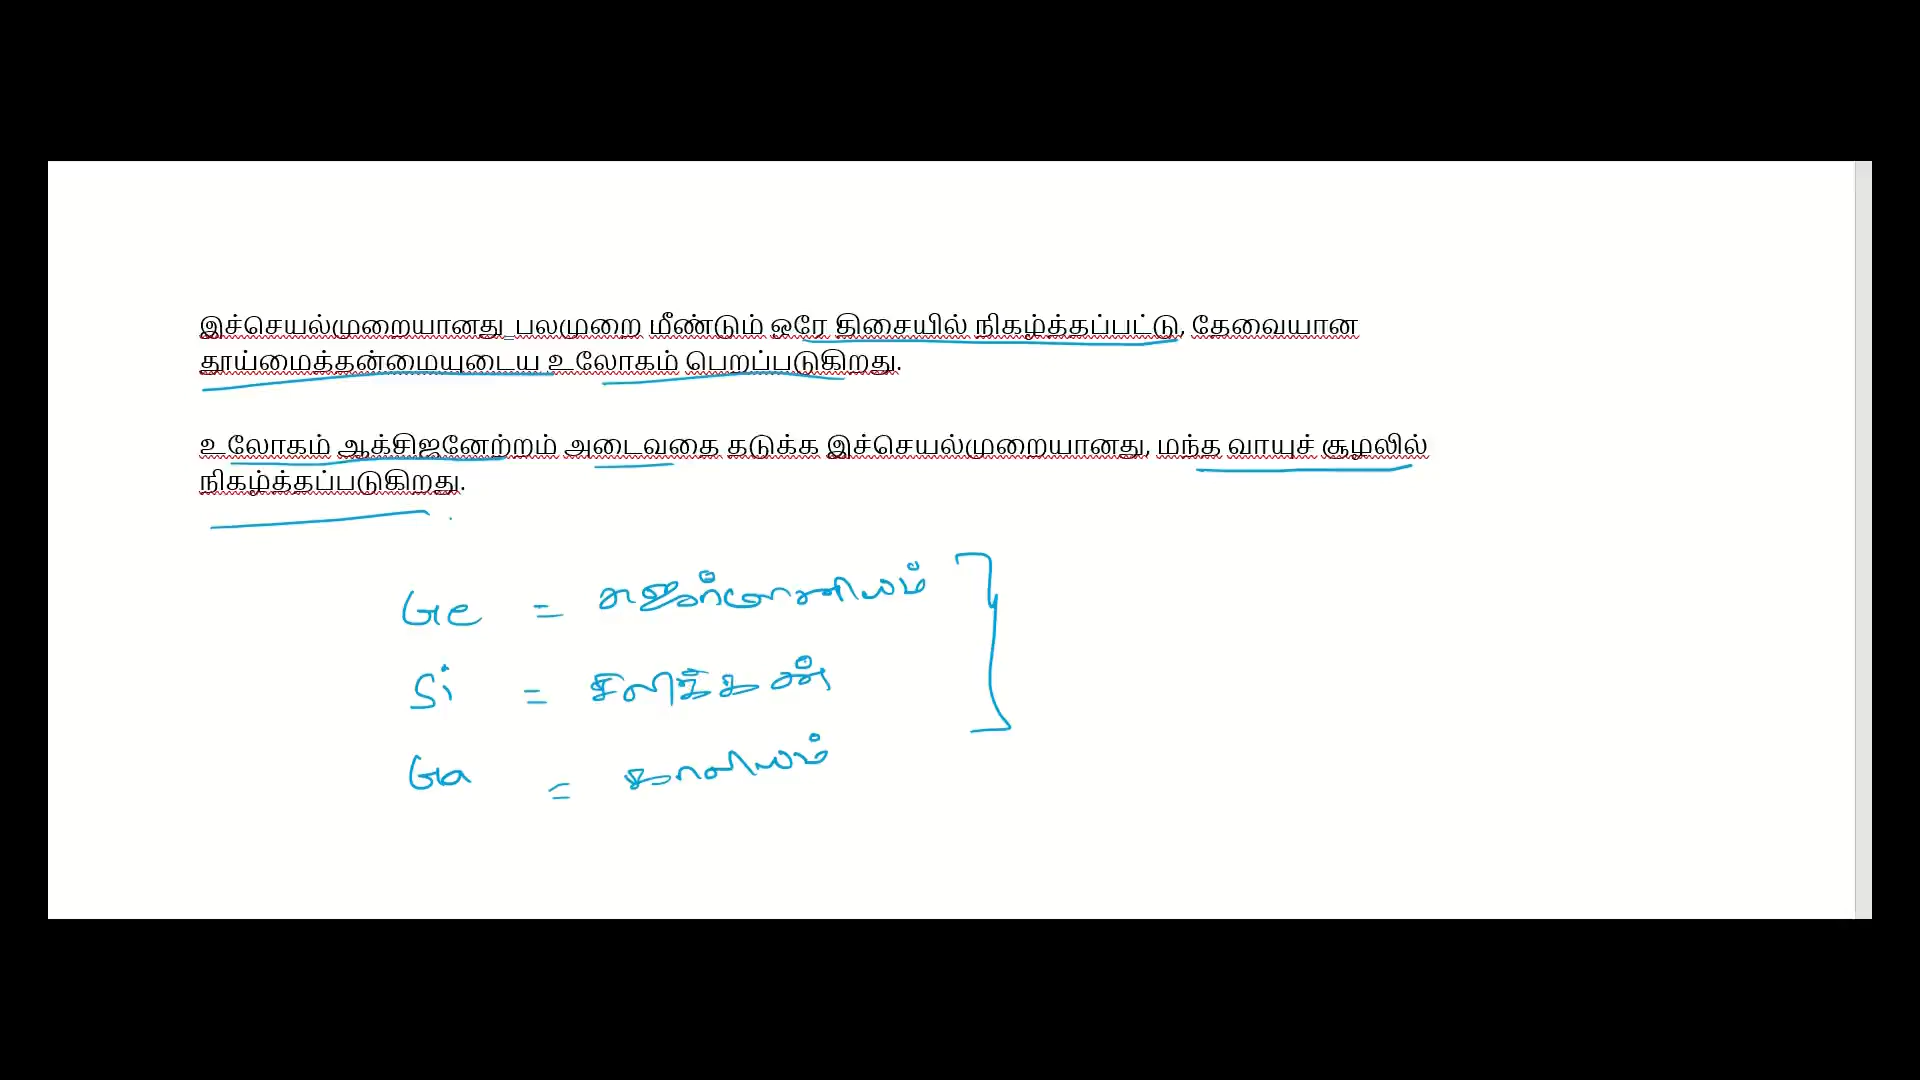 இச்செயல்முறையானது பலமுறை மீண்டும் ஒரே திசையில் நிகழ்த்தப்பட்டு, தேவையான
தூய்மைத்தன்மையுடைய உலோகம் பெறப்படுகிறது.
உலோகம் ஆக்சிஜனேற்றம் அடைவதை தடுக்க இச்செயல்முறையானது, மந்த வாயுச் சூழலில்
நிகழ்த்தப்படுகிறது.
Ge =
Si = சிலிக்கன்
Ga = காலியம்